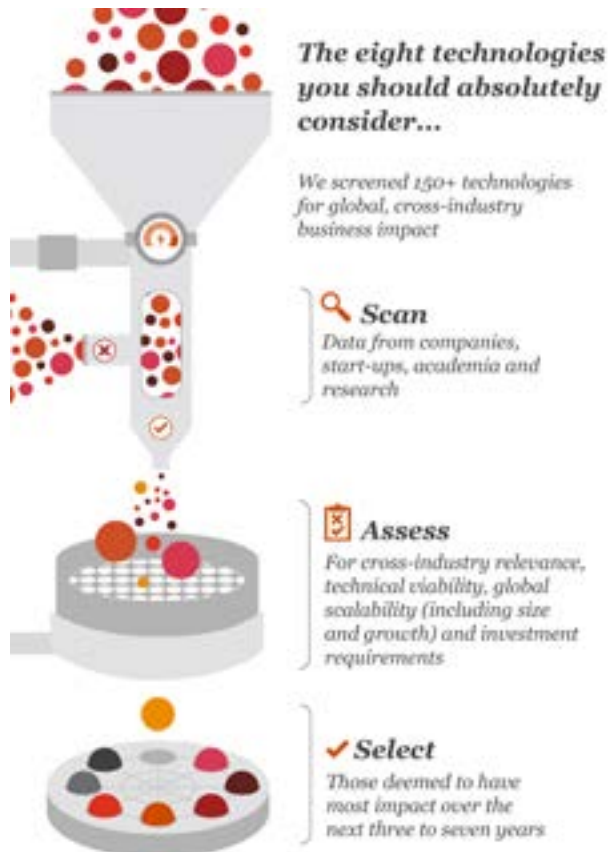 The eight technologies
you should absolutely
consider...
We screened 150+ technologies
for global, cross-industry
business impact
Scan
Data from companies,
start-ups, academia and
research
Assess
For cross-industry relevance,
technical viability, global
scalability (including size
and growth) and investment
requirements
Select
Those deemed to have
most impact over the
next three to seven years